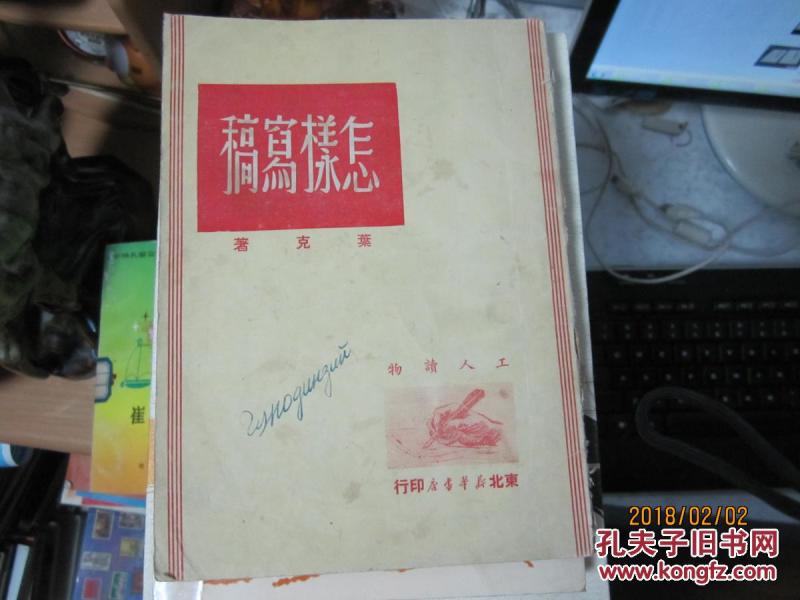 怎樣寫稿
葉克著
工人讀物
東北新華書店印行
崔
2018/02/02
孔夫子旧书网
www.kongfz.com